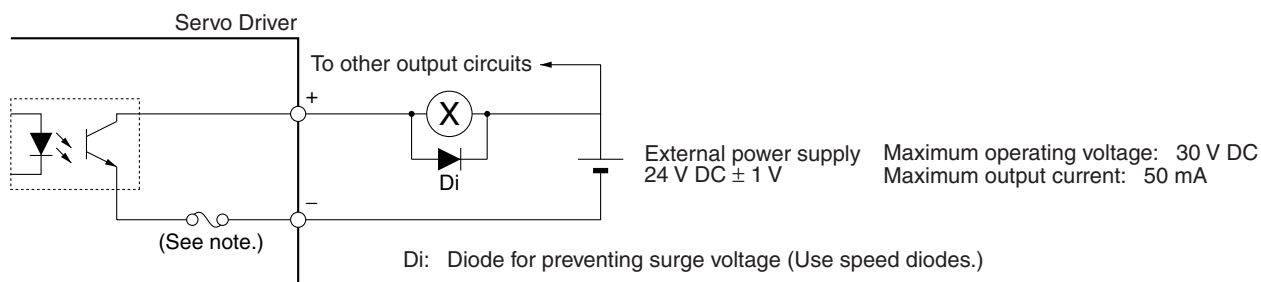 Servo Driver
To other output circuits
+
X
Di
External power supply
24 V DC ± 1 V
Maximum operating voltage: 30 V DC
Maximum output current: 50 mA
−
(See note.)
Di: Diode for preventing surge voltage (Use speed diodes.)